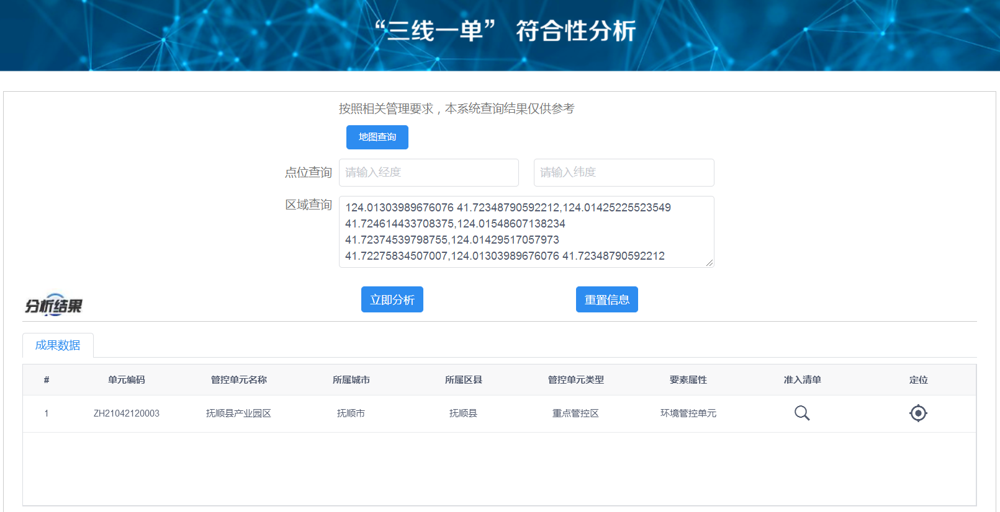 “三线一单” 符合性分析
按照相关管理要求，本系统查询结果仅供参考
地图查询
点位查询 请输入经度 请输入纬度
区域查询 124.01303989676076 41.72348790592212,124.01425225523549
41.724614433708375,124.01548607138234
41.72374539798755,124.01429517057973
41.72275834507007,124.01303989676076 41.72348790592212
分析结果 立即分析 重置信息
成果数据
# 单元编码 管控单元名称 所属城市 所属区县 管控单元类型 要素属性 准入清单 定位
1 ZH21042120003 抚顺县产业园区 抚顺市 抚顺县 重点管控区 环境管控单元